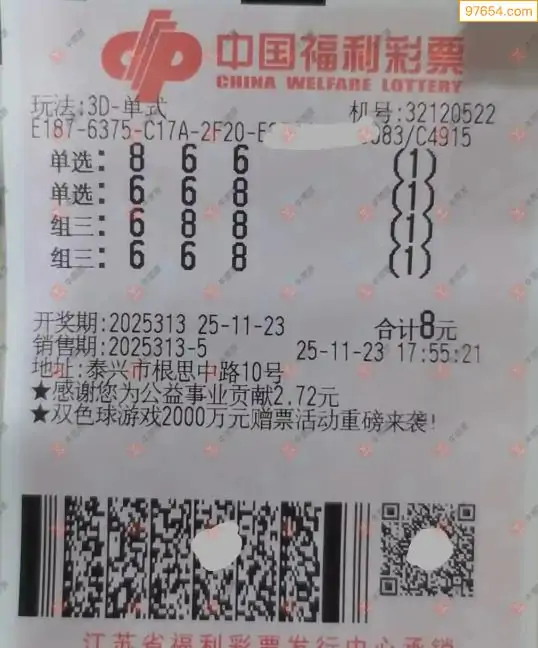 97654.com
中国福利彩票
CHINA WELFARE LOTTERY
玩法:3D-单式 机号:32120522
E187-6375-C17A-2F20-E 083/C4915
单选: 8 6 6 (1)
单选: 6 6 8 (1)
组三: 6 8 8 (1)
组三: 6 6 8 (1)
开奖期:2025313 25-11-23 合计8元
销售期:2025313-5 25-11-23 17:55:21
地址:泰兴市根思中路10号
★感谢您为公益事业贡献2.72元
★双色球游戏2000万元赠票活动重磅来袭!
江苏省福利彩票发行中心承销